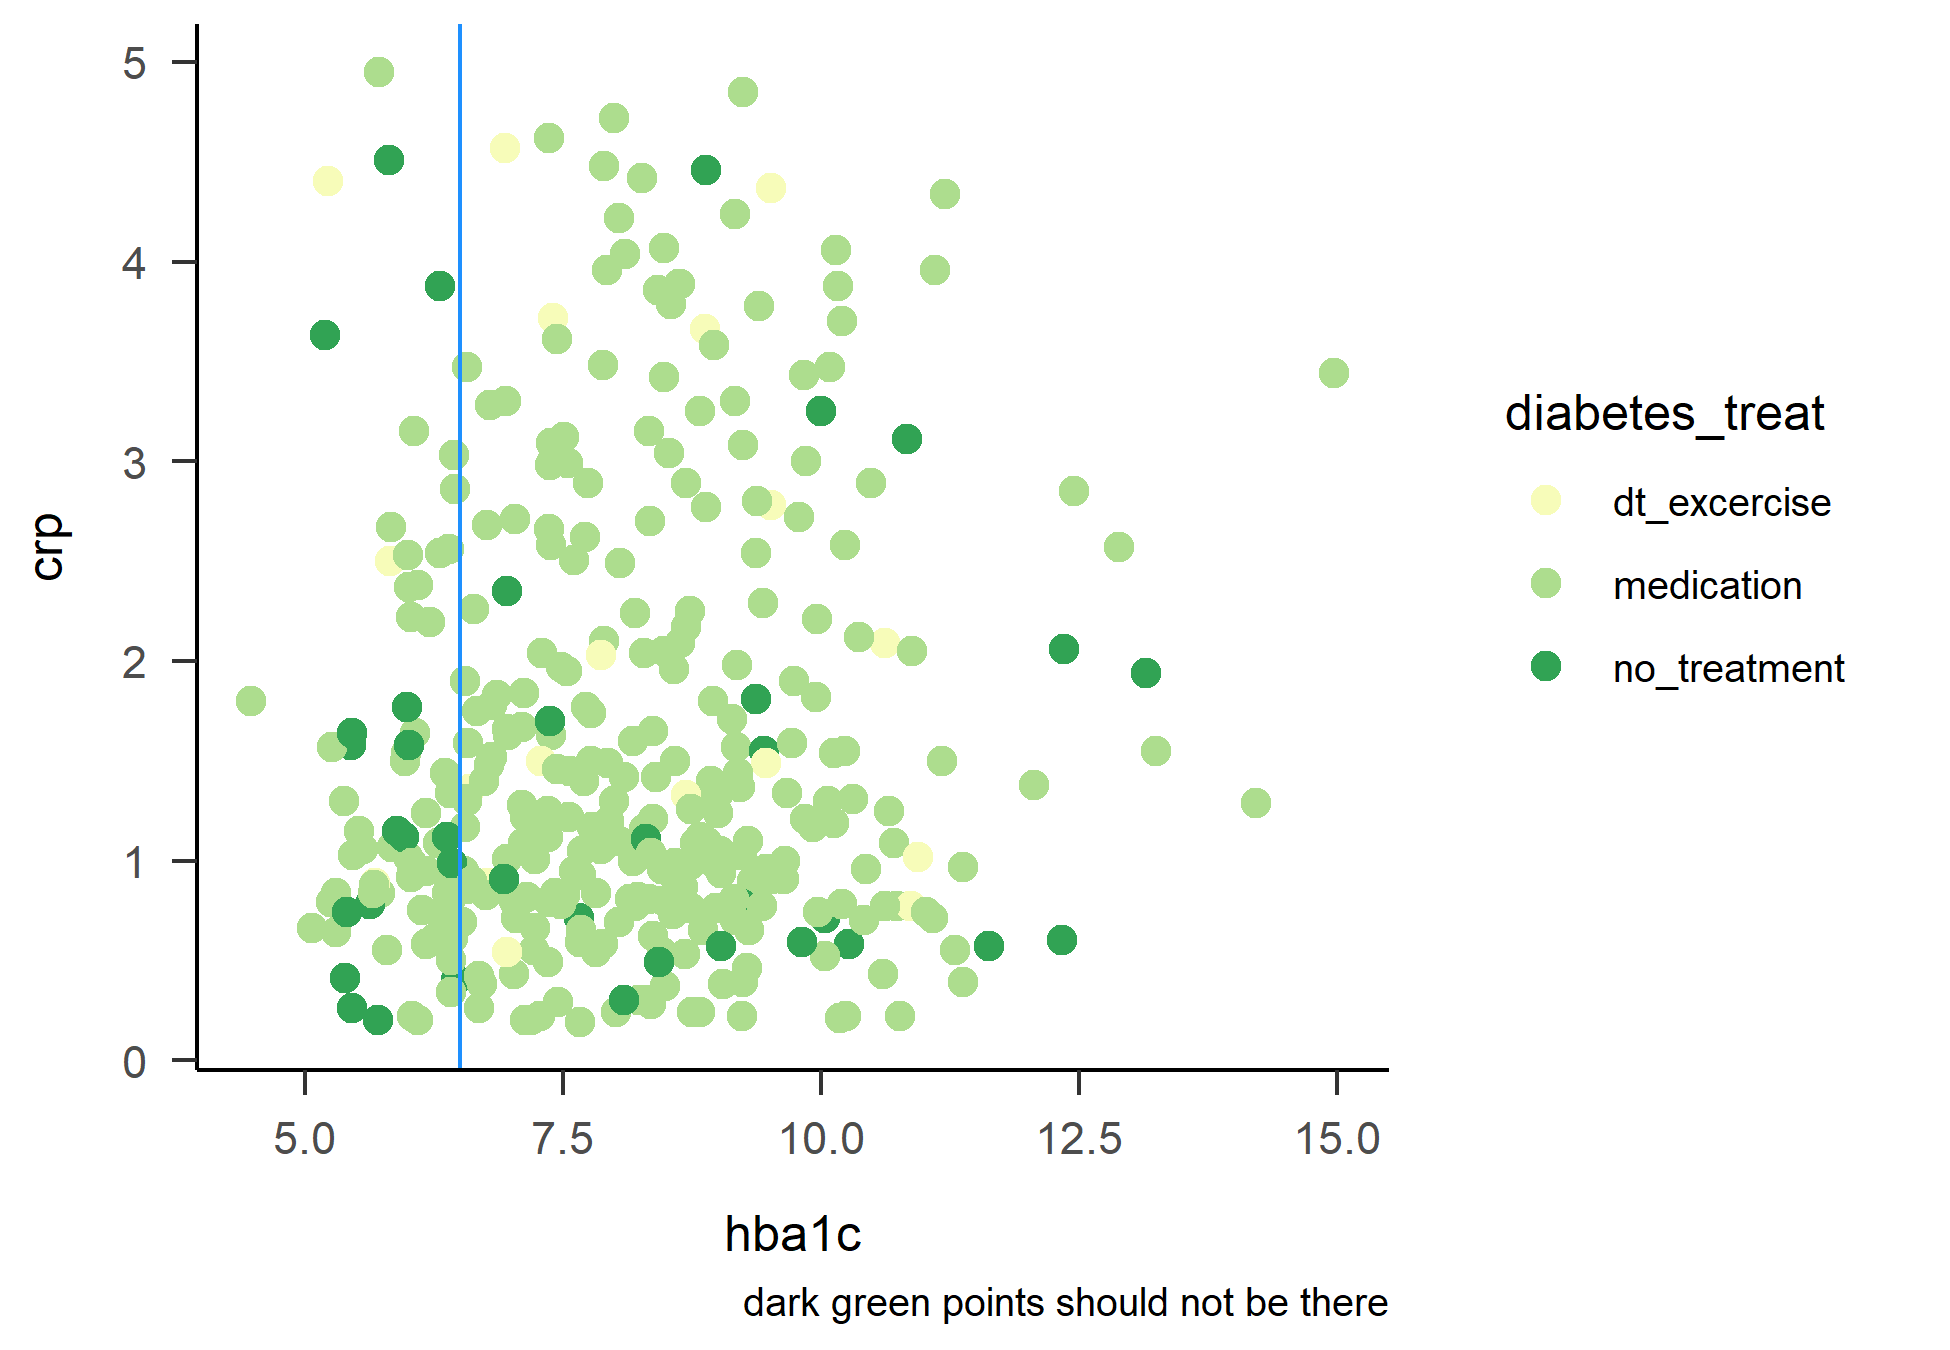 5
4
3
2
1
0
crp
5.0 7.5 10.0 12.5 15.0
hba1c
dark green points should not be there
diabetes_treat
dt_excercise
medication
no_treatment